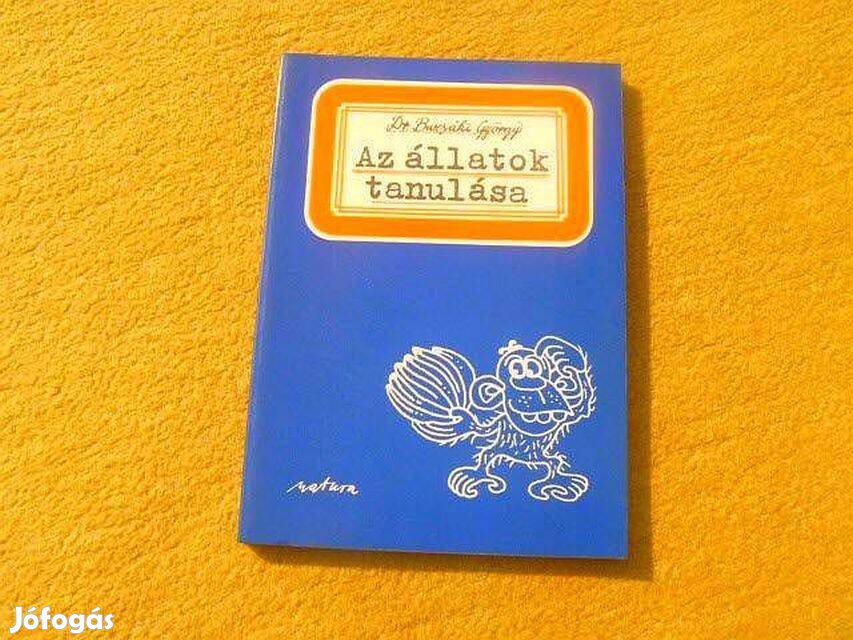 Dr. Buzsáki György
Az állatok
tanulása
natura
Jófogás